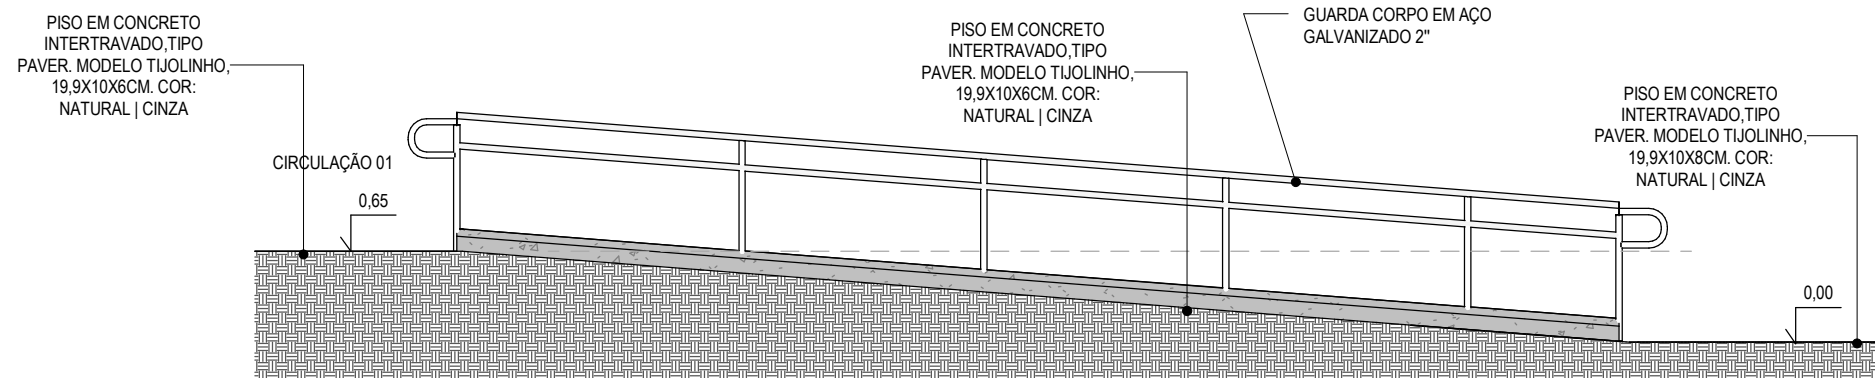 PISO EM CONCRETO
INTERTRAVADO,TIPO
PAVER. MODELO TIJOLINHO,
19,9X10X6CM. COR:
NATURAL | CINZA
CIRCULAÇÃO 01
0,65
PISO EM CONCRETO
INTERTRAVADO,TIPO
PAVER. MODELO TIJOLINHO,
19,9X10X6CM. COR:
NATURAL | CINZA
GUARDA CORPO EM AÇO
GALVANIZADO 2"
PISO EM CONCRETO
INTERTRAVADO,TIPO
PAVER. MODELO TIJOLINHO,
19,9X10X8CM. COR:
NATURAL | CINZA
0,00